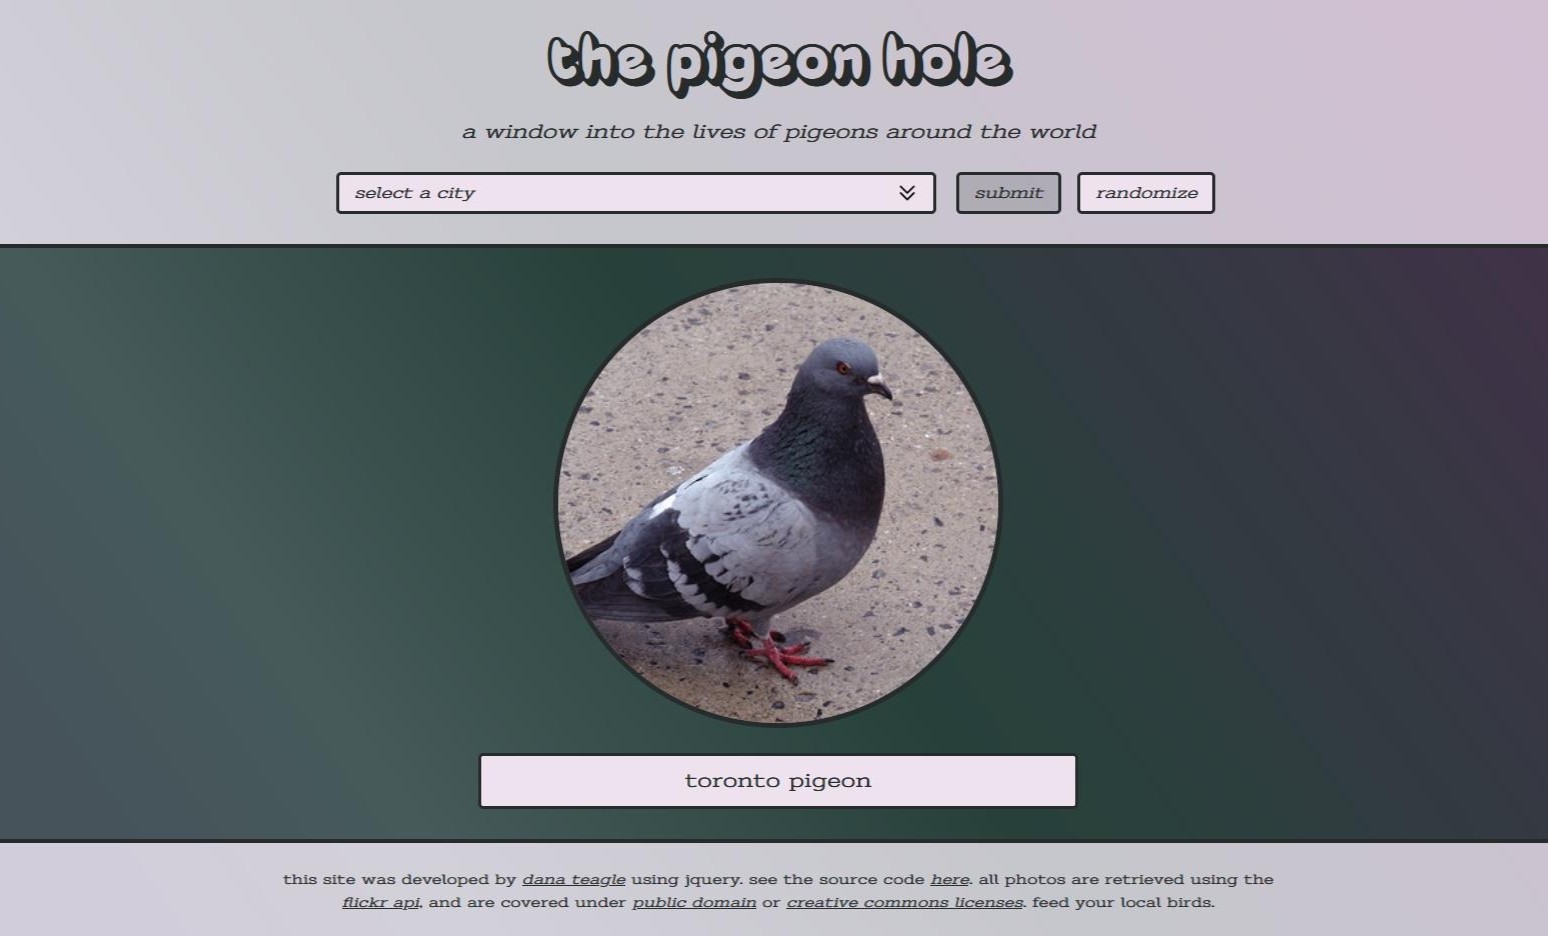 the pigeon hole
a window into the lives of pigeons around the world
select a city
submit
randomize
toronto pigeon
this site was developed by dana teagle using jquery. see the source code here. all photos are retrieved using the
flickr api, and are covered under public domain or creative commons licenses. feed your local birds.